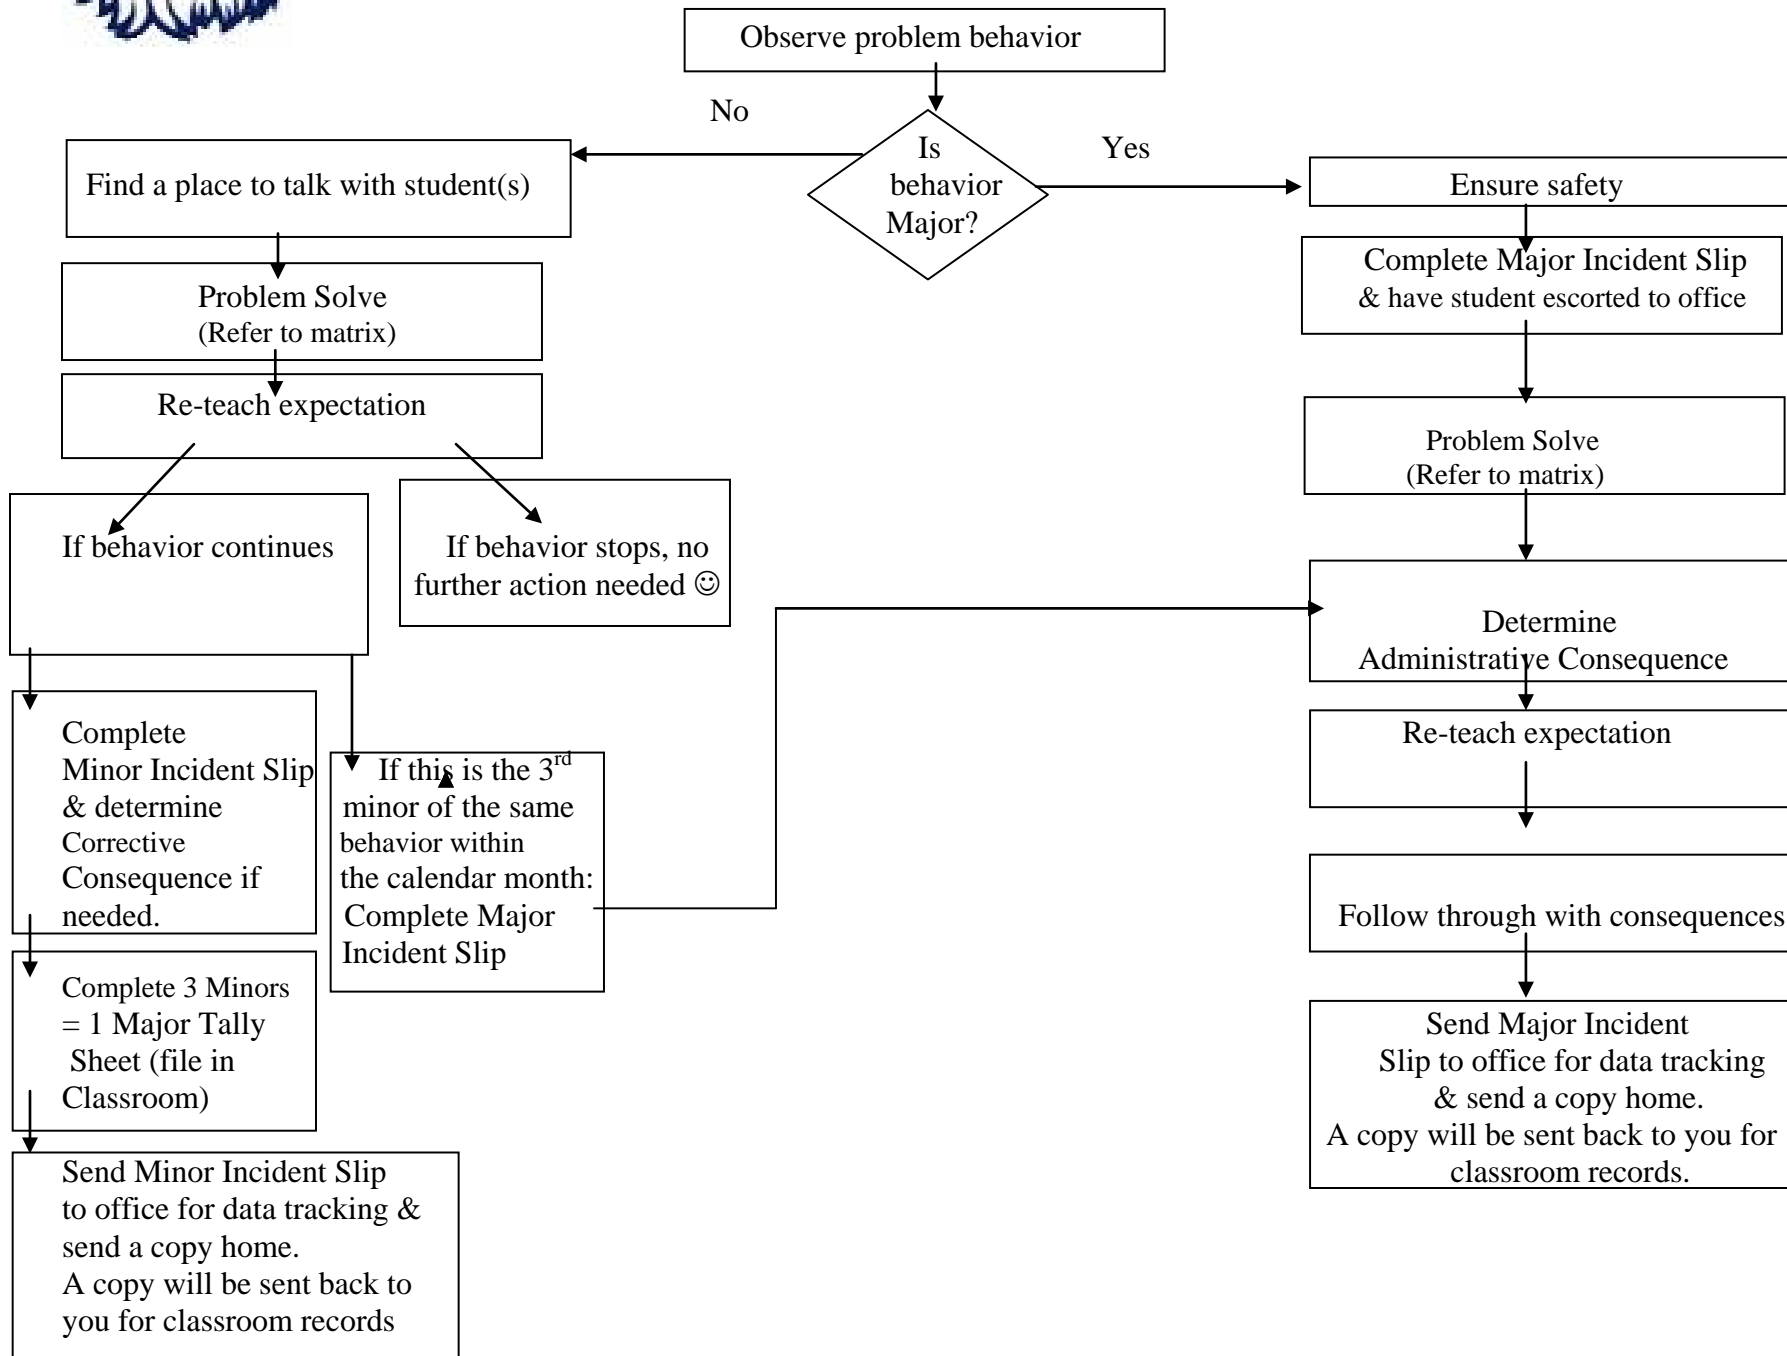 Observe problem behavior
No
Is
behavior
Major?
Yes
Find a place to talk with student(s)
Problem Solve
(Refer to matrix)
Re-teach expectation
If behavior continues
If behavior stops, no
further action needed ☺
Complete
Minor Incident Slip
& determine
Corrective
Consequence if
needed.
If this is the 3rd
minor of the same
behavior within
the calendar month:
Complete Major
Incident Slip
Complete 3 Minors
= 1 Major Tally
Sheet (file in
Classroom)
Send Minor Incident Slip
to office for data tracking &
send a copy home.
A copy will be sent back to
you for classroom records
Ensure safety
Complete Major Incident Slip
& have student escorted to office
Problem Solve
(Refer to matrix)
Determine
Administrative Consequence
Re-teach expectation
Follow through with consequences
Send Major Incident
Slip to office for data tracking
& send a copy home.
A copy will be sent back to you for
classroom records.